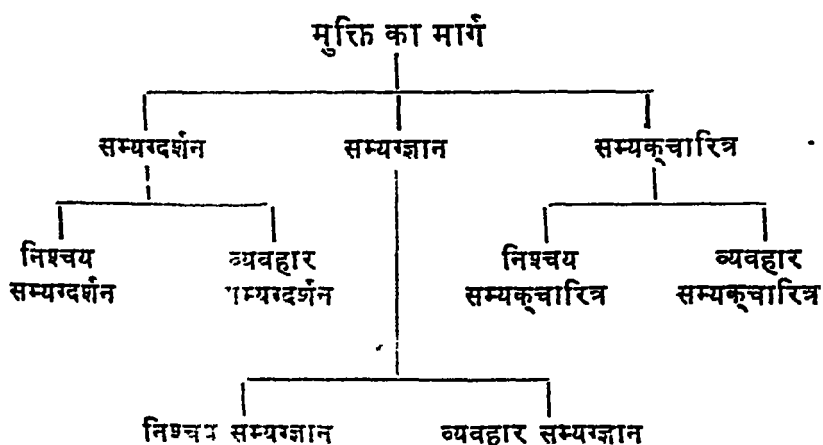 मुक्ति का मार्ग
सम्यग्दर्शन सम्यग्ज्ञान सम्यक्‌चारित्र
निश्चय व्यवहार निश्चय व्यवहार
सम्यग्दर्शन सम्यग्दर्शन सम्यक्‌चारित्र सम्यक्‌चारित्र
निश्चय सम्यग्ज्ञान व्यवहार सम्यग्ज्ञान